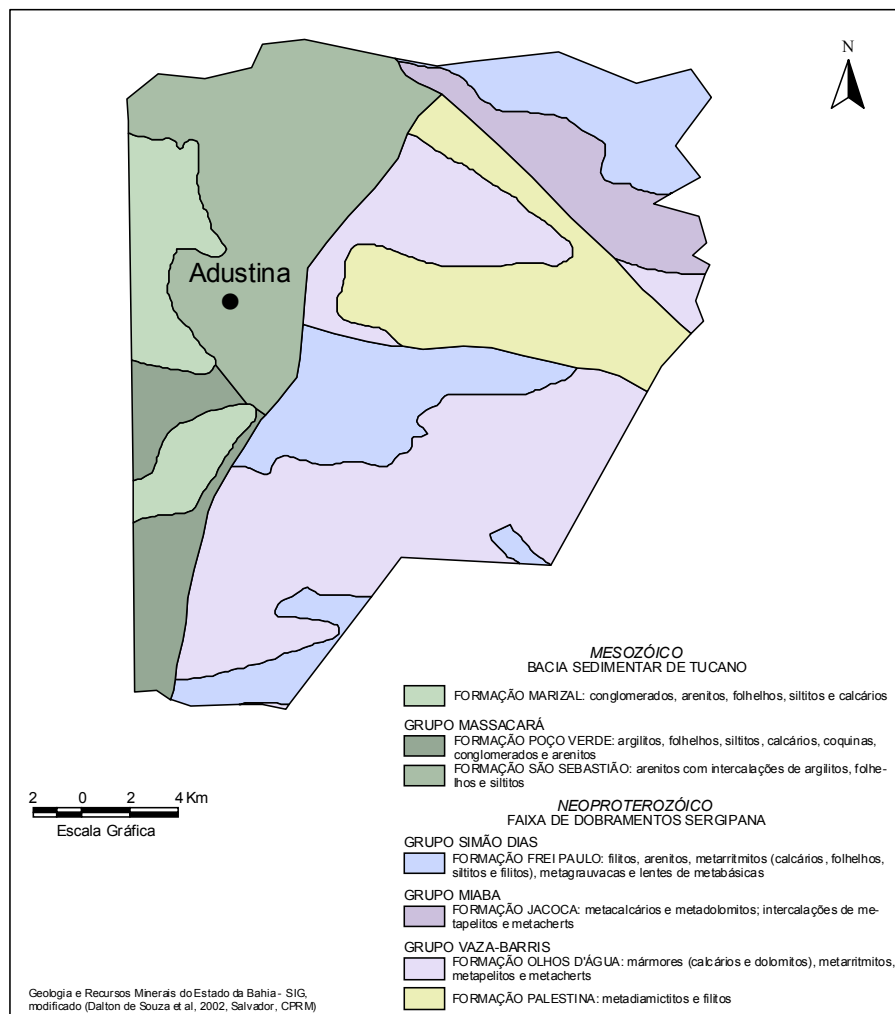 N
Adustina
MESOZÓICO
BACIA SEDIMENTAR DE TUCANO
FORMAÇÃO MARIZAL: conglomerados, arenitos, folhelhos, siltitos e calcários
GRUPO MASSACARÁ
FORMAÇÃO POÇO VERDE: argilitos, folhelhos, siltitos, calcários, coquinas,
conglomerados e arenitos
FORMAÇÃO SÃO SEBASTIÃO: arenitos com intercalações de argilitos, folhe-
lhos e siltitos
2 0 2 4 Km
Escala Gráfica
NEOPROTEROZÓICO
FAIXA DE DOBRAMENTOS SERGIPANA
GRUPO SIMÃO DIAS
FORMAÇÃO FREI PAULO: filitos, arenitos, metarritmitos (calcários, folhelhos,
siltitos e filitos), metagrauvacas e lentes de metabásicas
GRUPO MIABA
FORMAÇÃO JACOCA: metacalcários e metadolomitos; intercalações de me-
tapelitos e metacherts
GRUPO VAZA-BARRIS
FORMAÇÃO OLHOS D'ÁGUA: mármores (calcários e dolomitos), metarritmitos,
metapelitos e metacherts
FORMAÇÃO PALESTINA: metadiamictitos e filitos
Geologia e Recursos Minerais do Estado da Bahia - SIG,
modificado (Dalton de Souza et al, 2002, Salvador, CPRM)